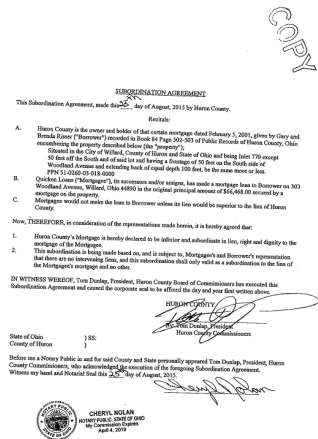 COPY
SUBORDINATION AGREEMENT
This Subordination Agreement, made this 25 day of August, 2015 by Huron County.
Recitals:
A. Huron County is the owner and holder of that certain mortgage dated February 5, 2001, given by Gary and
Brenda Risner ("Borrower") recorded in Book 84 Page 502-503 of Public Records of Huron County, Ohio
encumbering the property described below (the "property");
Situated in the City of Willard, County of Huron and State of Ohio and being Inlet 770 except
50 feet off the South and of said lot and having a frontage of 50 feet on the South side of
Woodland Avenue and extending back of equal depth 100 feet, be the same more or less.
PPN 51-0260-03-018-0000
B. Quicken Loans ("Mortgagee"), its successors and/or assigns, has made a mortgage loan to Borrower on 303
Woodland Avenue, Willard, Ohio 44890 in the original principal amount of $66,468.00 secured by a
mortgage on the property.
C. Mortgagee would not make the loan to Borrower unless its lien would be superior to the lien of Huron
County.
Now, THEREFORE, in consideration of the representations made herein, it is hereby agreed that:
1. Huron County's Mortgage is hereby declared to be inferior and subordinate in lien, right and dignity to the
mortgage of the Mortgagee.
2. This subordination is being made based on, and is subject to, Mortgagee's and Borrower's representation
that there are no intervening liens, and this subordination shall only valid as a subordination to the lien of
the Mortgagee's mortgage and no other.
IN WITNESS WEREOF, Tom Dunlap, President, Huron County Board of Commissioners has executed this
Subordination Agreement and caused the corporate seal to be affixed the day and year first written above.
HURON COUNTY
By: Tom Dunlap, President
Huron County Commissioners
State of Ohio ) SS:
County of Huron )
Before me a Notary Public in and for said County and State personally appeared Tom Dunlap, President, Huron
County Commissioners, who acknowledged the execution of the foregoing Subordination Agreement.
Witness my hand and Notarial Seal this 25th day of August, 2015.
Cheryl Nolan
CHERYL NOLAN
NOTARY PUBLIC, STATE OF OHIO
My Commission Expires
April 4, 2019